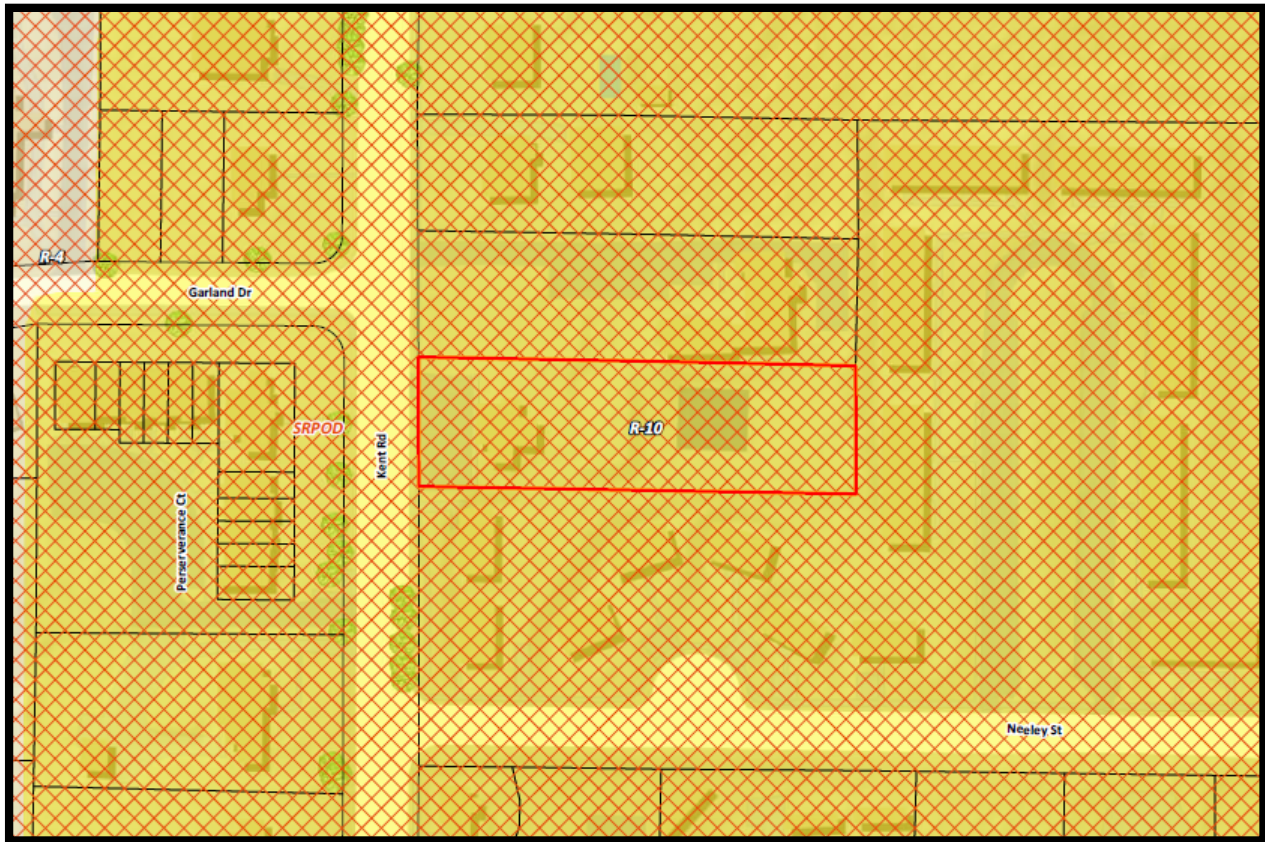 R-4
Garland Dr
SRPOD
R-10
Kent Rd
Perserverance Ct
Neeley St